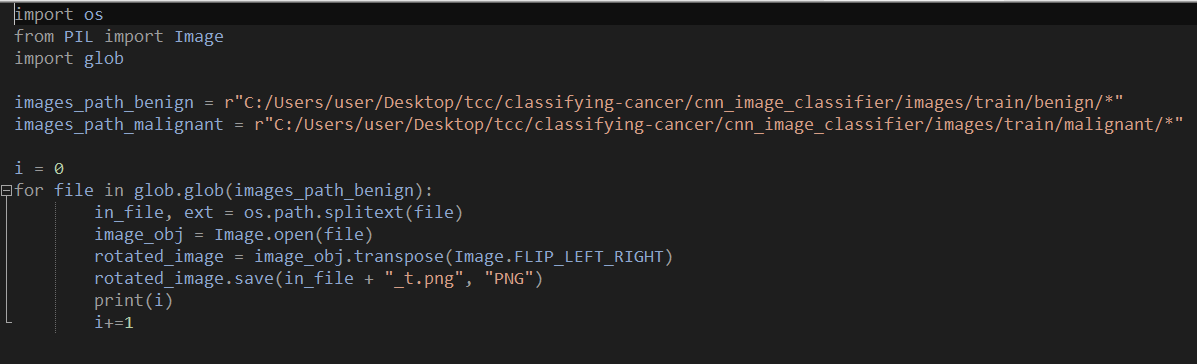 import os
from PIL import Image
import glob
images_path_benign = r"C:/Users/user/Desktop/tcc/classifying-cancer/cnn_image_classifier/images/train/benign/*"
images_path_malignant = r"C:/Users/user/Desktop/tcc/classifying-cancer/cnn_image_classifier/images/train/malignant/*"
i = 0
for file in glob.glob(images_path_benign):
in_file, ext = os.path.splitext(file)
image_obj = Image.open(file)
rotated_image = image_obj.transpose(Image.FLIP_LEFT_RIGHT)
rotated_image.save(in_file + "_t.png", "PNG")
print(i)
i+=1